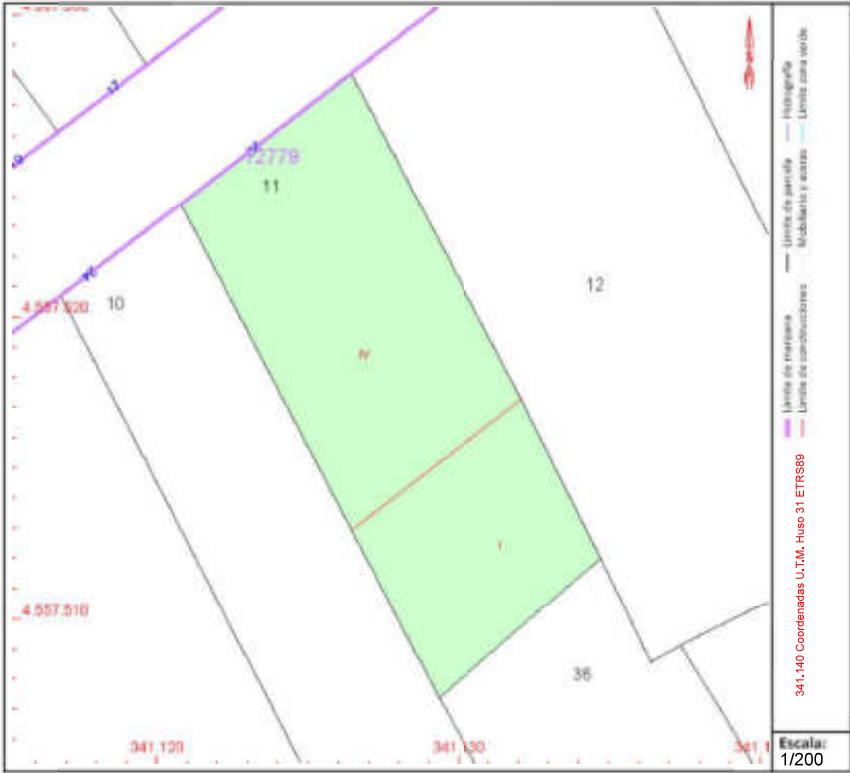 12779
11
12
10
4.557.520
IV
I
4.557.510
36
341.120
341.130
Límite de manzana
Límite de parcela
Hidrografía
Límite de construcciones
Mobiliario y aceras
Límite zona verde
341.140 Coordenadas U.T.M. Huso 31 ETRS89
Escala:
1/200